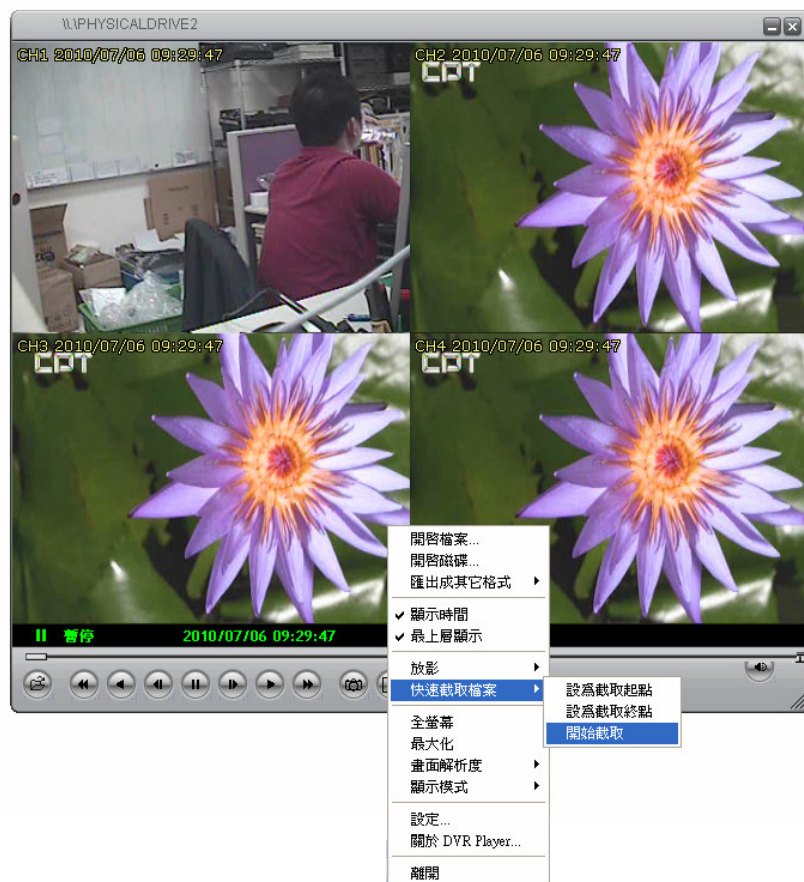 \\.\PHYSICALDRIVE2
CH1 2010/07/06 09:29:47
CH2 2010/07/06 09:29:47
CPT
CH3 2010/07/06 09:29:47
CPT
CH4 2010/07/06 09:29:47
CPT
暫停
2010/07/06 09:29:47
開啓檔案...
開啓磁碟...
匯出成其它格式
顯示時間
最上層顯示
放影
快速截取檔案
設爲截取起點
設爲截取終點
開始截取
全螢幕
最大化
畫面解析度
顯示模式
設定...
關於 DVR Player...
離開